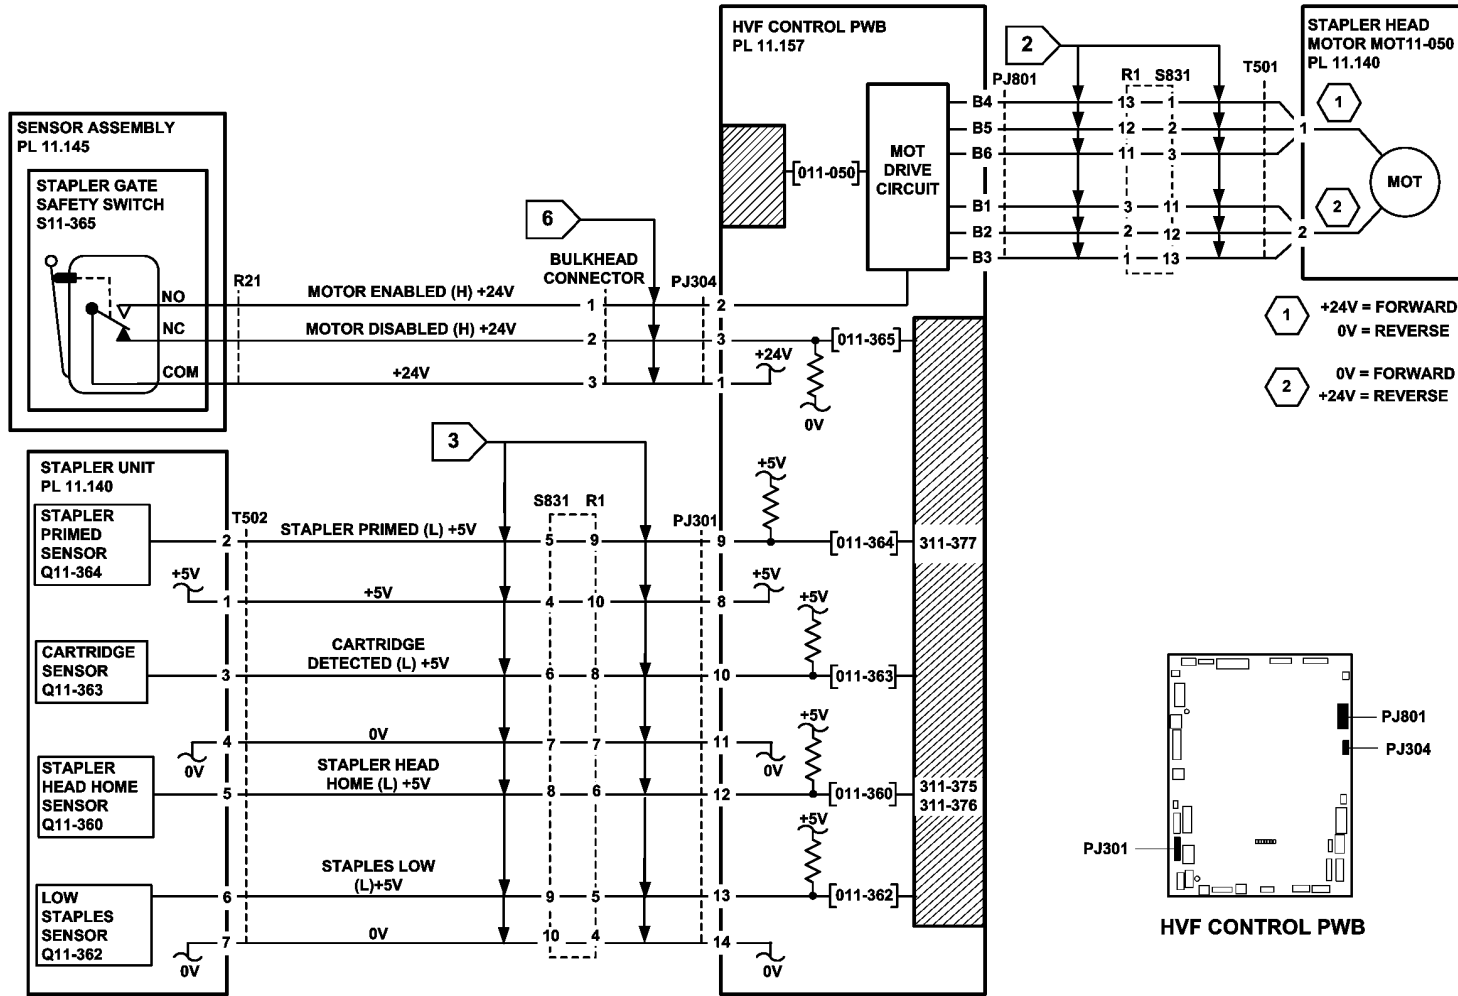 HVF CONTROL PWB
PL 11.157
2
STAPLER HEAD
MOTOR MOT11-050
PL 11.140
PJ801
R1 S831
T501
B4 13 1
B5 12 2 1
B6 11 3
B1 3 11
B2 2 12 2
B3 1 13
1
2
MOT
MOT
DRIVE
CIRCUIT
[011-050]
1
+24V = FORWARD
0V = REVERSE
2
0V = FORWARD
+24V = REVERSE
SENSOR ASSEMBLY
PL 11.145
STAPLER GATE
SAFETY SWITCH
S11-365
6
BULKHEAD
CONNECTOR
R21
PJ304
NO MOTOR ENABLED (H) +24V 1 2
NC MOTOR DISABLED (H) +24V 2 3 [011-365]
COM +24V 3 1 +24V
0V
3
STAPLER UNIT
PL 11.140
T502
S831 R1
PJ301
STAPLER
PRIMED
SENSOR
Q11-364
2 STAPLER PRIMED (L) +5V 5 9 9 +5V [011-364] 311-377
+5V 1 +5V 4 10 8 +5V
CARTRIDGE
SENSOR
Q11-363
CARTRIDGE
DETECTED (L) +5V
3 6 8 10 +5V [011-363]
0V 4 0V 7 7 11 0V
STAPLER
HEAD HOME
SENSOR
Q11-360
STAPLER HEAD
HOME (L) +5V
5 8 6 12 +5V [011-360] 311-375
311-376
LOW
STAPLES
SENSOR
Q11-362
STAPLES LOW
(L)+5V
6 9 5 13 +5V [011-362]
0V 7 0V 10 4 14 0V
PJ801
PJ304
PJ301
HVF CONTROL PWB